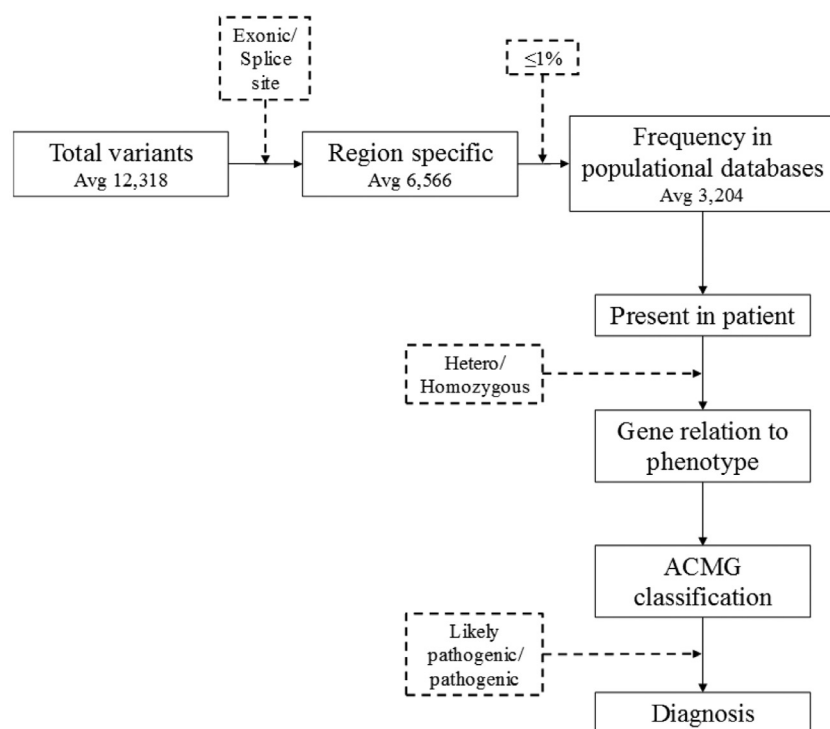 Exonic/
Splice
site
≤1%
Total variants
Avg 12,318
Region specific
Avg 6,566
Frequency in
populational databases
Avg 3,204
Present in patient
Hetero/
Homozygous
Gene relation to
phenotype
ACMG
classification
Likely
pathogenic/
pathogenic
Diagnosis